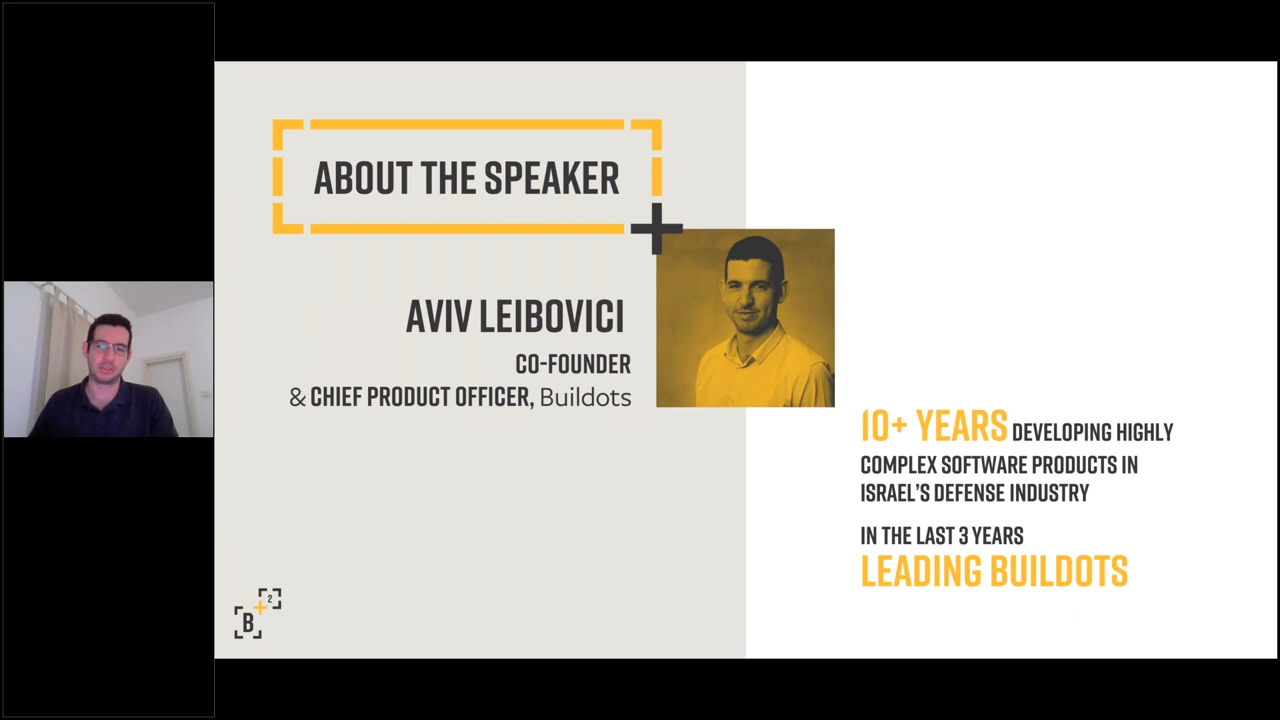 ABOUT THE SPEAKER
AVIV LEIBOVICI
CO-FOUNDER
& CHIEF PRODUCT OFFICER, Buildots
10+ YEARS DEVELOPING HIGHLY
COMPLEX SOFTWARE PRODUCTS IN
ISRAEL'S DEFENSE INDUSTRY
IN THE LAST 3 YEARS
LEADING BUILDOTS
B+2